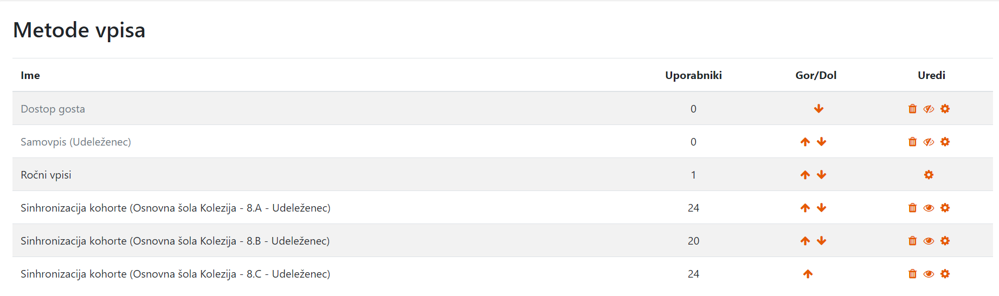 Metode vpisa
Ime Uporabniki Gor/Dol Uredi
Dostop gosta 0
Samovpis (Udeleženec) 0
Ročni vpisi 1
Sinhronizacija kohorte (Osnovna šola Kolezija - 8.A - Udeleženec) 24
Sinhronizacija kohorte (Osnovna šola Kolezija - 8.B - Udeleženec) 20
Sinhronizacija kohorte (Osnovna šola Kolezija - 8.C - Udeleženec) 24